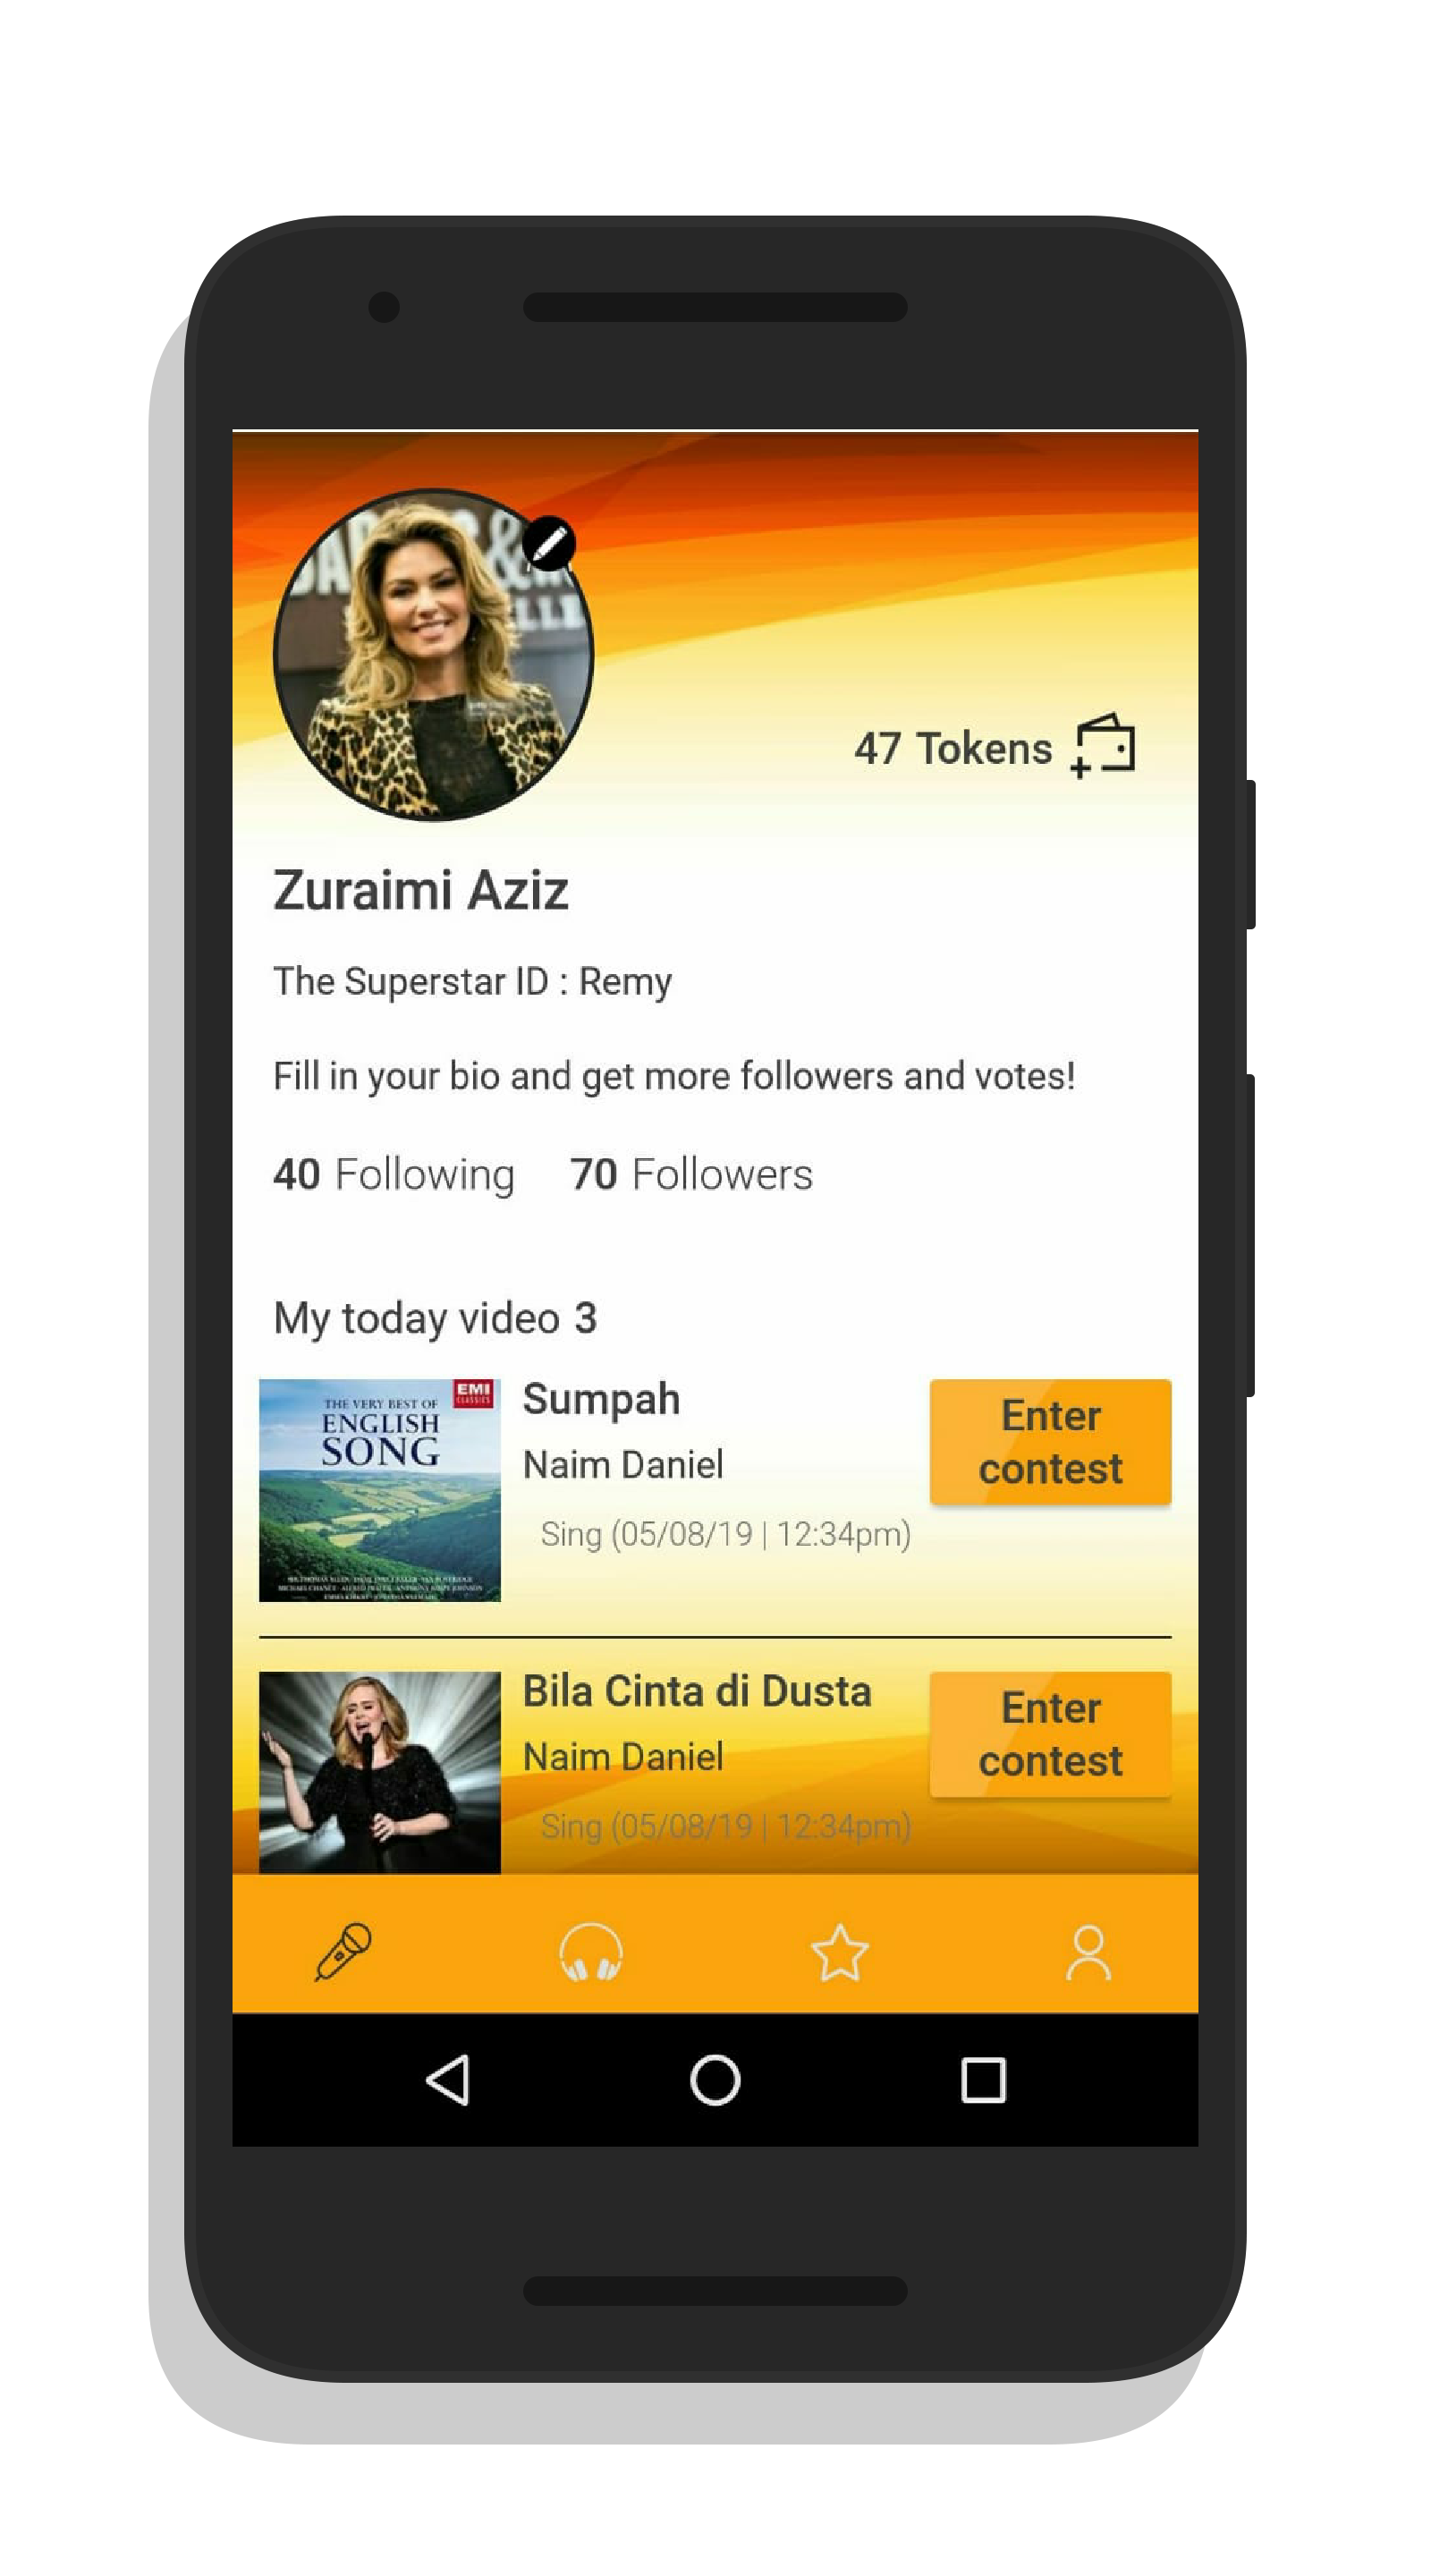 47 Tokens
Zuraimi Aziz
The Superstar ID : Remy
Fill in your bio and get more followers and votes!
40 Following 70 Followers
My today video 3
EMI
CLASSICS
THE VERY BEST OF
ENGLISH
SONG
Sumpah
Naim Daniel
Sing (05/08/19 | 12:34pm)
Enter
contest
Bila Cinta di Dusta
Naim Daniel
Sing (05/08/19 | 12:34pm)
Enter
contest